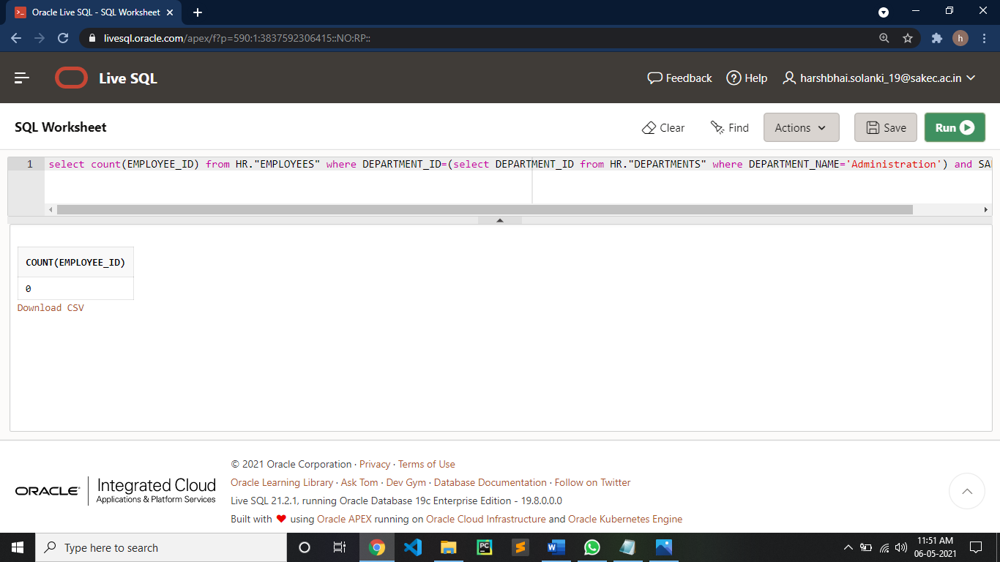 Oracle Live SQL - SQL Worksheet
livesql.oracle.com/apex/f?p=590:1:3837592306415::NO:RP::
h
Live SQL
Feedback
Help
harshbhai.solanki_19@sakec.ac.in
SQL Worksheet
Clear
Find
Actions
Save
Run
1 select count(EMPLOYEE_ID) from HR."EMPLOYEES" where DEPARTMENT_ID=(select DEPARTMENT_ID from HR."DEPARTMENTS" where DEPARTMENT_NAME='Administration') and SA
COUNT(EMPLOYEE_ID)
0
Download CSV
ORACLE
Integrated Cloud
Applications & Platform Services
© 2021 Oracle Corporation · Privacy · Terms of Use
Oracle Learning Library · Ask Tom · Dev Gym · Database Documentation · Follow on Twitter
Live SQL 21.2.1, running Oracle Database 19c Enterprise Edition - 19.8.0.0.0
Built with ❤ using Oracle APEX running on Oracle Cloud Infrastructure and Oracle Kubernetes Engine
Type here to search
PC
W
11:51 AM
06-05-2021